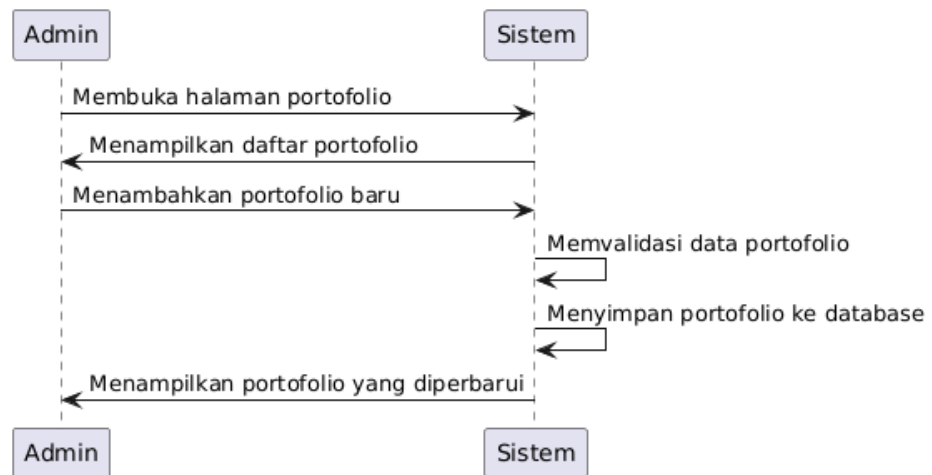 Admin
Sistem
Membuka halaman portofolio
Menampilkan daftar portofolio
Menambahkan portofolio baru
Memvalidasi data portofolio
Menyimpan portofolio ke database
Menampilkan portofolio yang diperbarui
Admin
Sistem